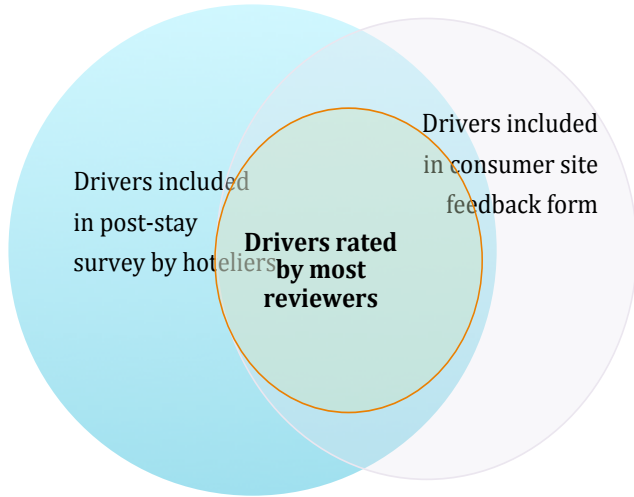 Drivers included
in post-stay
survey by hoteliers
Drivers rated
by most
reviewers
Drivers included
in consumer site
feedback form